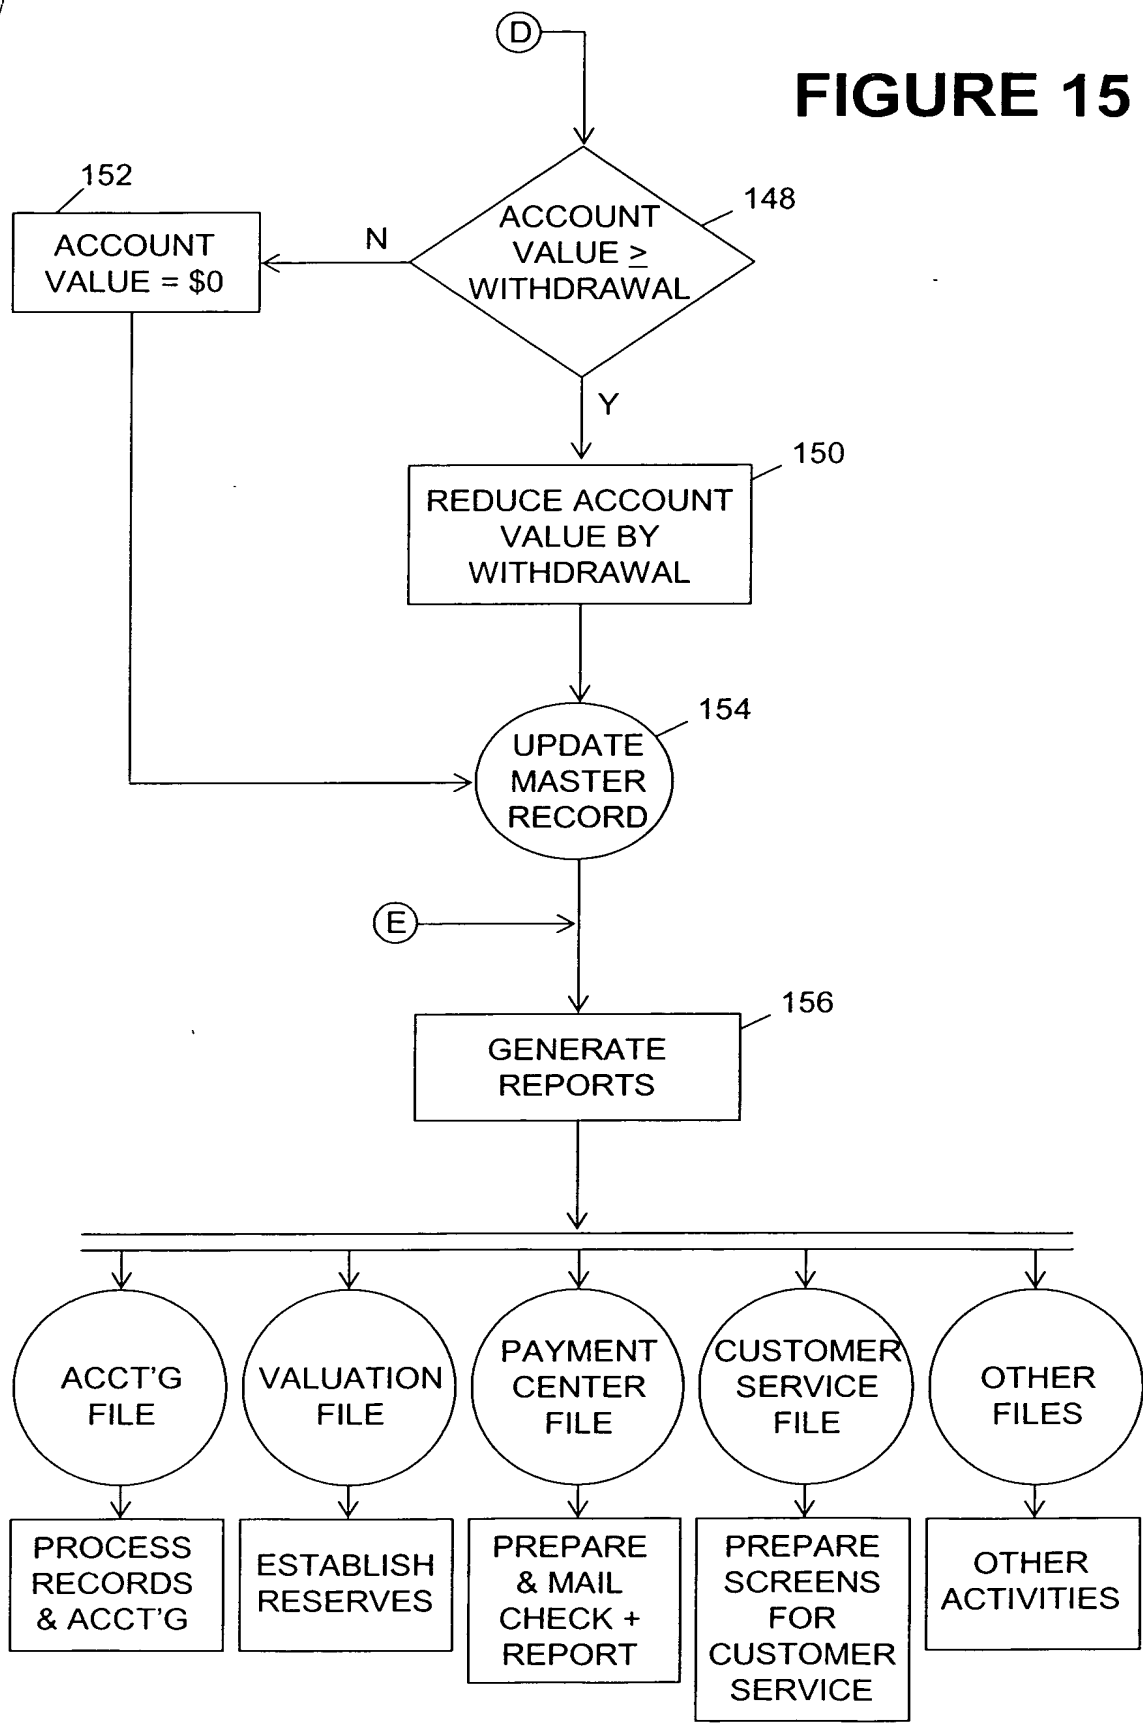 D
FIGURE 15
152
148
ACCOUNT
VALUE ≥
WITHDRAWAL
N
ACCOUNT
VALUE = $0
Y
150
REDUCE ACCOUNT
VALUE BY
WITHDRAWAL
154
UPDATE
MASTER
RECORD
E
156
GENERATE
REPORTS
ACCT'G
FILE
VALUATION
FILE
PAYMENT
CENTER
FILE
CUSTOMER
SERVICE
FILE
OTHER
FILES
PROCESS
RECORDS
& ACCT'G
ESTABLISH
RESERVES
PREPARE
& MAIL
CHECK +
REPORT
PREPARE
SCREENS
FOR
CUSTOMER
SERVICE
OTHER
ACTIVITIES